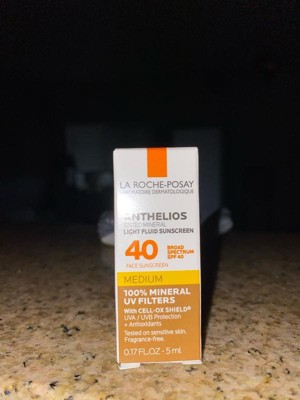 LA ROCHE-POSAY
LABORATOIRE DERMATOLOGIQUE
ANTHELIOS
TINTED MINERAL
LIGHT FLUID SUNSCREEN
40
BROAD
SPECTRUM
SPF 40
FACE SUNSCREEN
MEDIUM
100% MINERAL
UV FILTERS
With CELL-OX SHIELD®
UVA / UVB Protection
+ Antioxidants
Tested on sensitive skin.
Fragrance-free.
0.17 FL.OZ - 5 ml